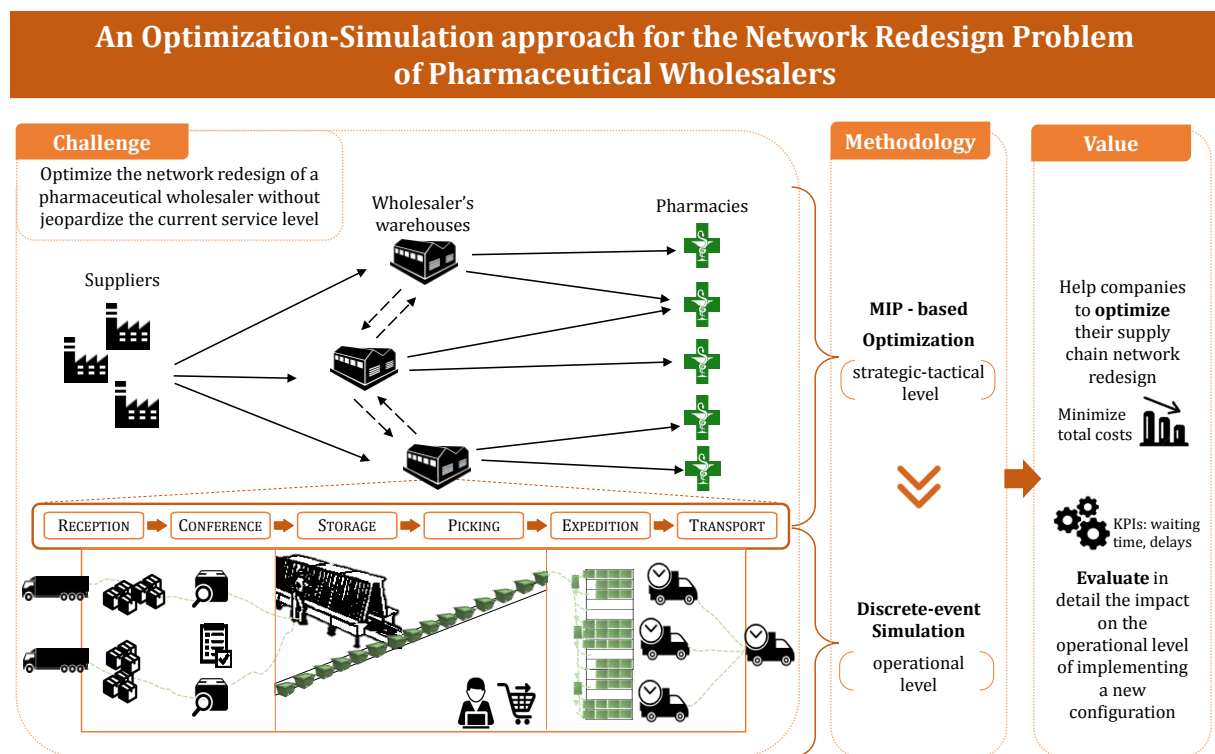 An Optimization-Simulation approach for the Network Redesign Problem
of Pharmaceutical Wholesalers
Challenge
Optimize the network redesign of a
pharmaceutical wholesaler without
jeopardize the current service level
Suppliers
Wholesaler's
warehouses
Pharmacies
RECEPTION
CONFERENCE
STORAGE
PICKING
EXPEDITION
TRANSPORT
Methodology
MIP - based
Optimization
strategic-tactical
level
Discrete-event
Simulation
operational
level
Value
Help companies
to optimize
their supply
chain network
redesign
Minimize
total costs
KPIs: waiting
time, delays
Evaluate in
detail the impact
on the
operational level
of implementing
a new
configuration